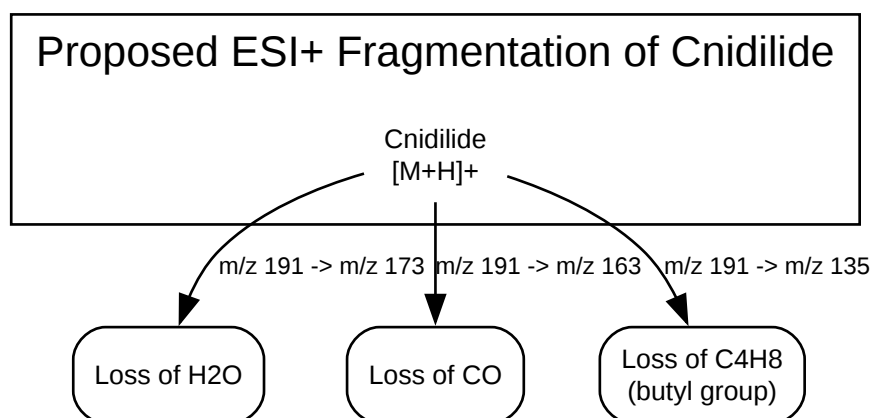 Proposed ESI+ Fragmentation of Cnidilide
Cnidilide
[M+H]+
m/z 191 -> m/z 173
m/z 191 -> m/z 163
m/z 191 -> m/z 135
Loss of H2O
Loss of CO
Loss of C4H8
(butyl group)